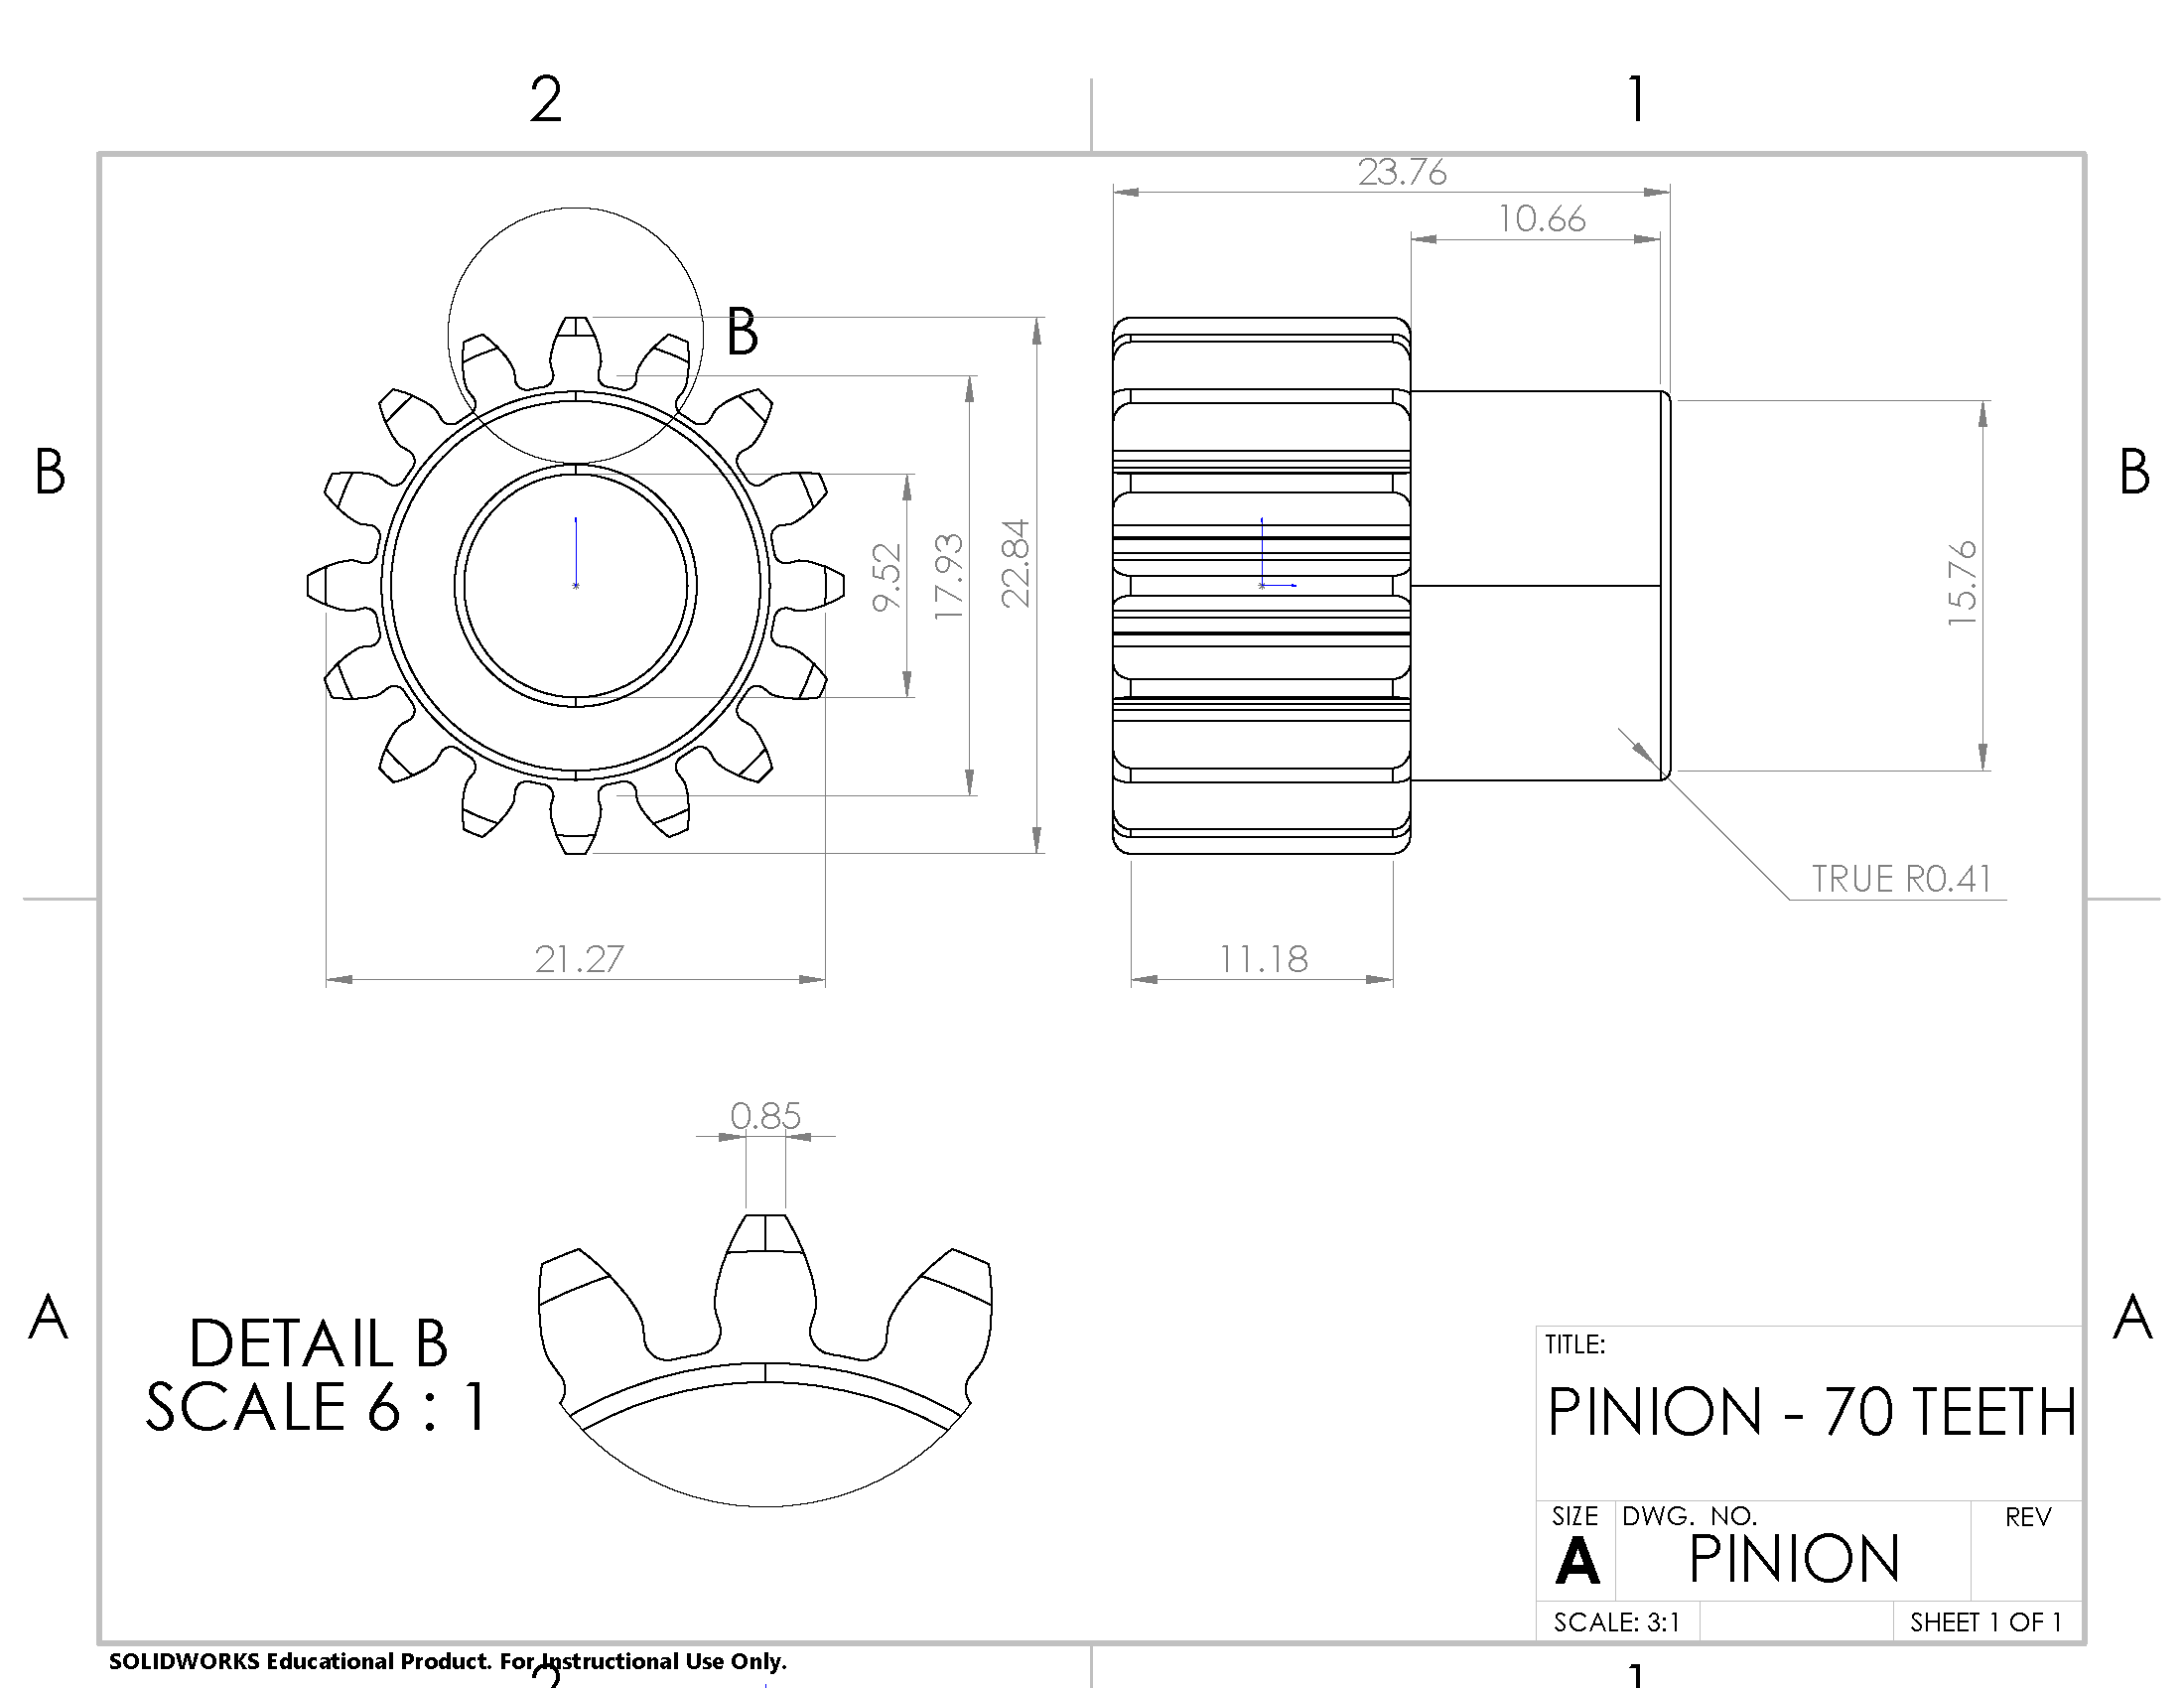 2
1
23.76
10.66
B
B
B
9.52
17.93
22.84
15.76
TRUE R0.41
21.27
11.18
0.85
A
A
DETAIL B
SCALE 6 : 1
TITLE:
PINION - 70 TEETH
SIZE
DWG. NO.
REV
A
PINION
SCALE: 3:1
SHEET 1 OF 1
SOLIDWORKS Educational Product. For Instructional Use Only.
2
1